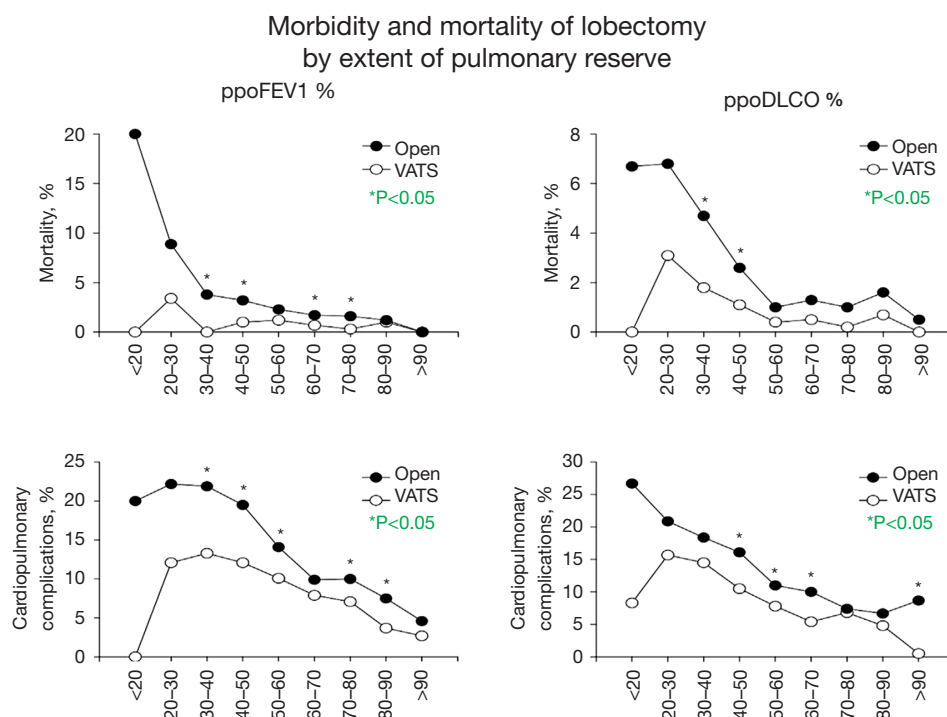 Morbidity and mortality of lobectomy
by extent of pulmonary reserve
ppoFEV1 %
Mortality, %
20
15
10
5
0
Open
VATS
*P<0.05
* * * *
<20
20–30
30–40
40–50
50–60
60–70
70–80
80–90
>90
ppoDLCO %
Mortality, %
8
6
4
2
0
Open
VATS
*P<0.05
* *
<20
20–30
30–40
40–50
50–60
60–70
70–80
80–90
>90
Cardiopulmonary
complications, %
25
20
15
10
5
0
Open
VATS
*P<0.05
* * * * *
<20
20–30
30–40
40–50
50–60
60–70
70–80
80–90
>90
Cardiopulmonary
complications, %
30
25
20
15
10
5
0
Open
VATS
*P<0.05
* * * *
<20
20–30
30–40
40–50
50–60
60–70
70–80
80–90
>90